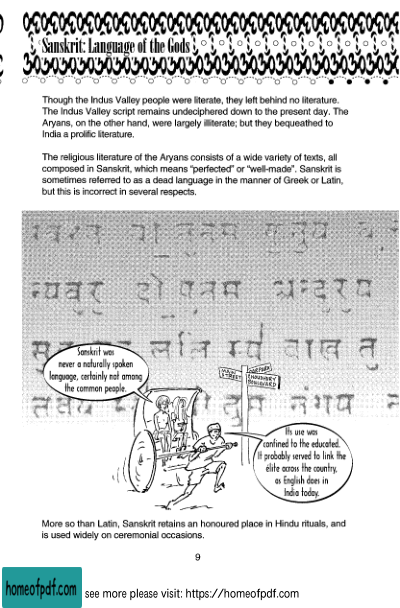 Sanskrit: Language of the Gods
Though the Indus Valley people were literate, they left behind no literature.
The Indus Valley script remains undeciphered down to the present day. The
Aryans, on the other hand, were largely illiterate; but they bequeathed to
India a prolific literature.
The religious literature of the Aryans consists of a wide variety of texts, all
composed in Sanskrit, which means “perfected” or “well-made”. Sanskrit is
sometimes referred to as a dead language in the manner of Greek or Latin,
but this is incorrect in several respects.
Sanskrit was
never a naturally spoken
language, certainly not among
the common people.
MAIN
STREET
CHAUDHURY
BOULEVARD
Its use was
confined to the educated.
It probably served to link the
élite across the country,
as English does in
India today.
More so than Latin, Sanskrit retains an honoured place in Hindu rituals, and
is used widely on ceremonial occasions.
9
homeofpdf.com
see more please visit: https://homeofpdf.com